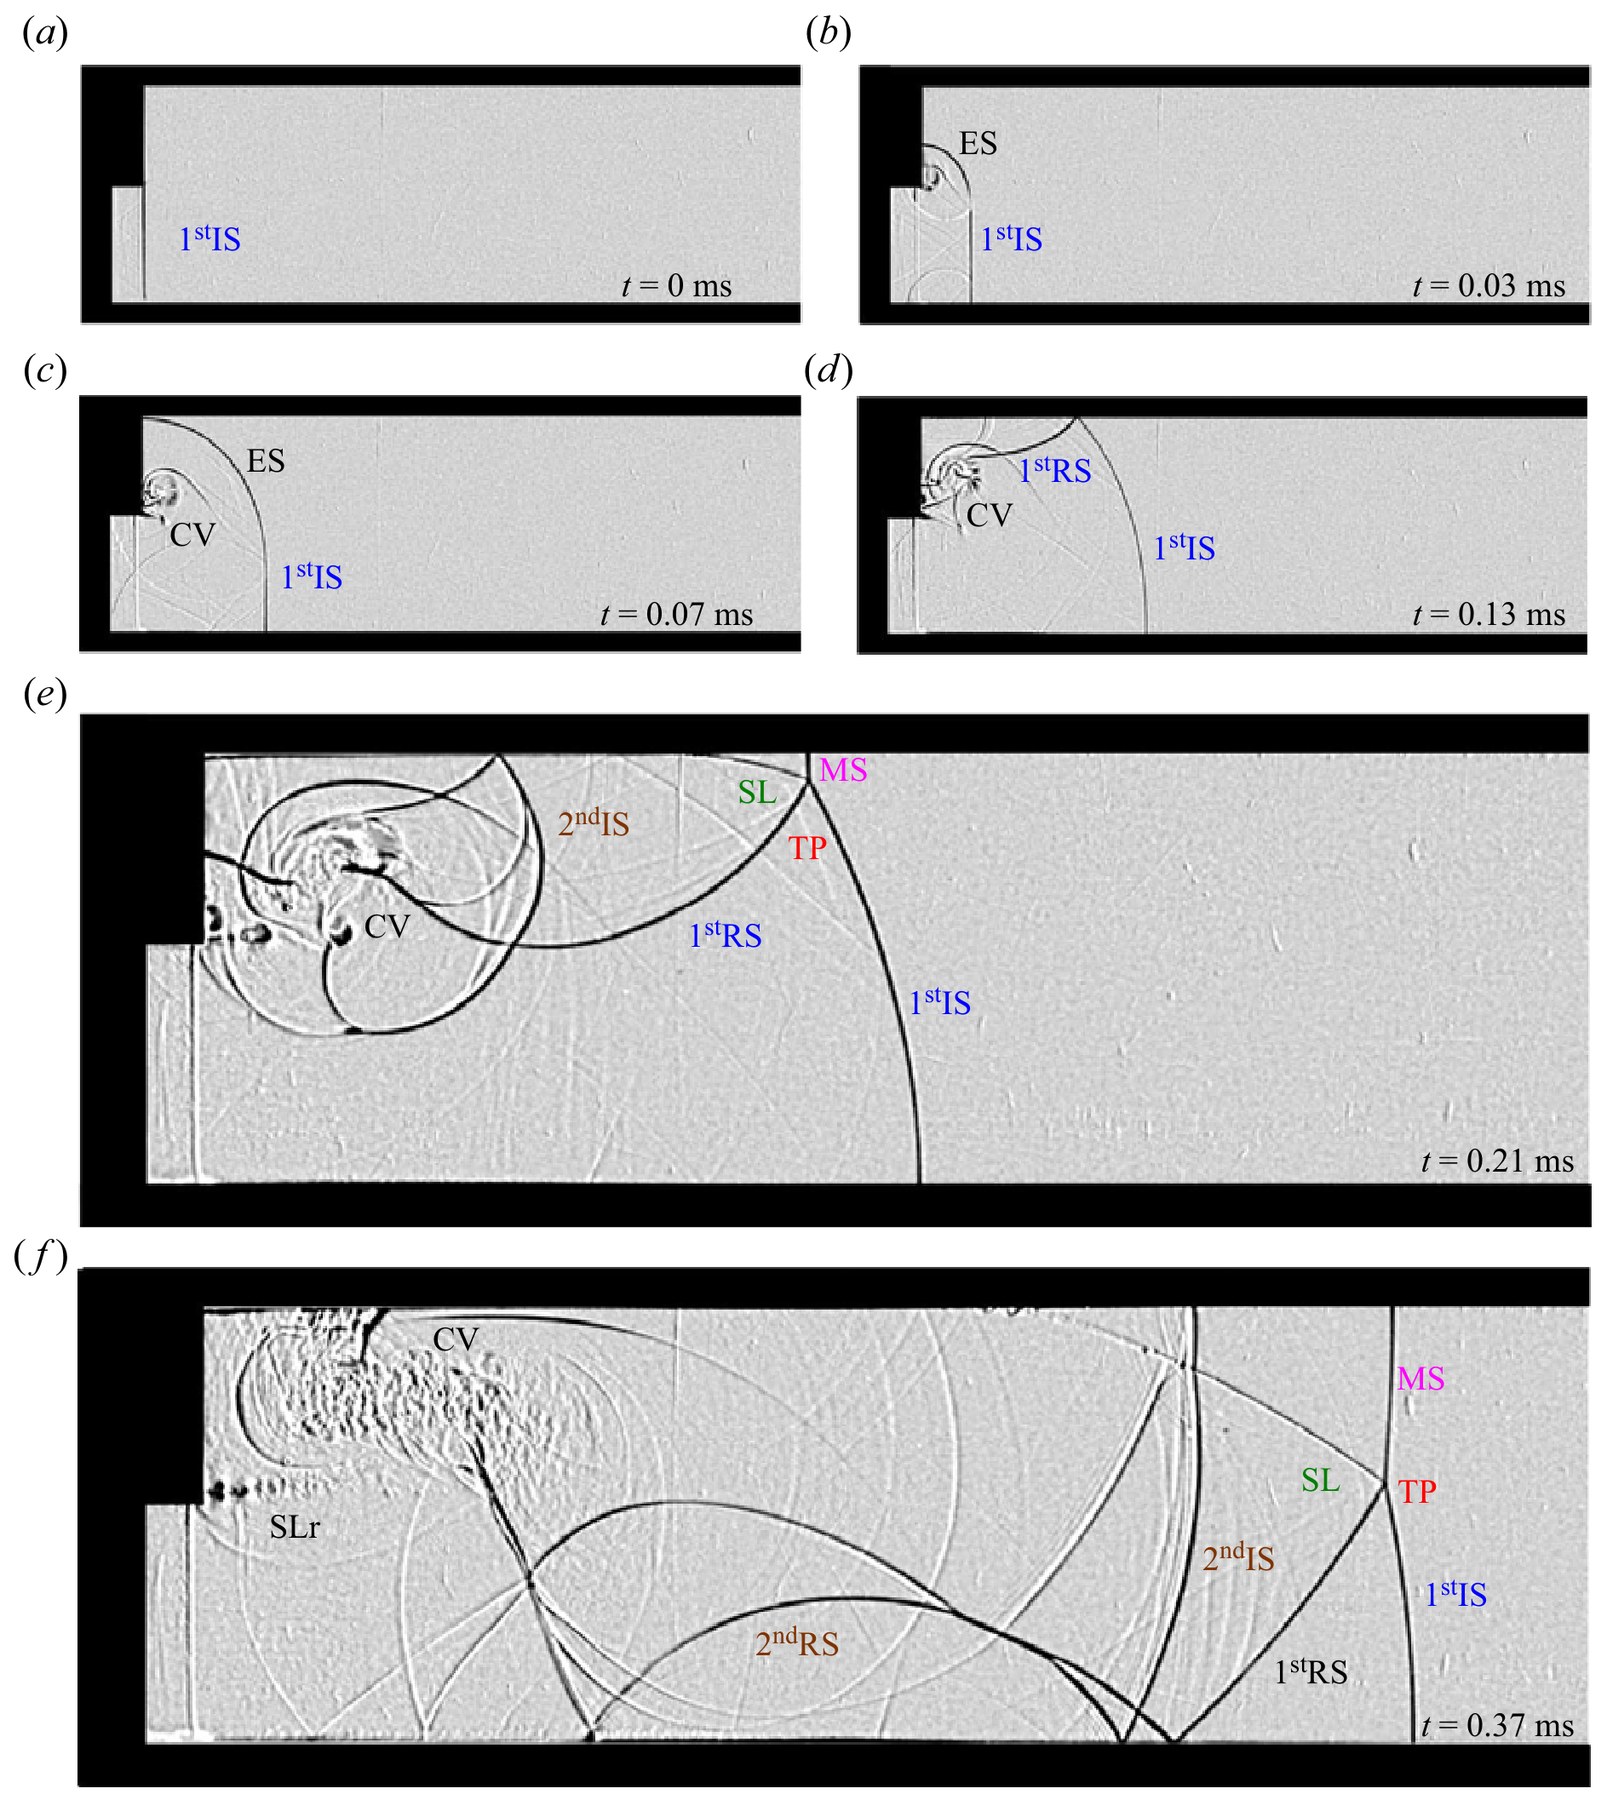 (a)
1stIS
t = 0 ms
(b)
ES
1stIS
t = 0.03 ms
(c)
ES
CV
1stIS
t = 0.07 ms
(d)
1stRS
CV
1stIS
t = 0.13 ms
(e)
MS
SL
2ndIS
TP
CV
1stRS
1stIS
t = 0.21 ms
(f)
CV
MS
SL
TP
SLr
2ndIS
1stIS
2ndRS
1stRS
t = 0.37 ms